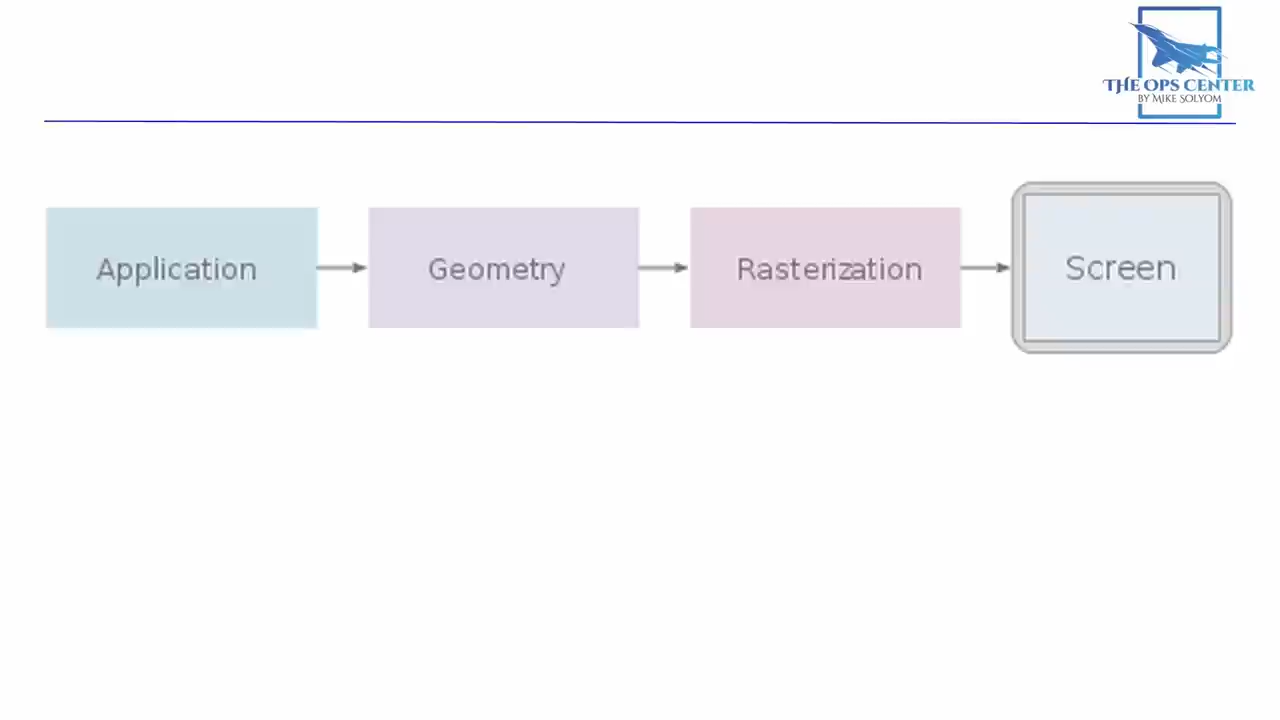 THE OPS CENTER
BY MIKE SOLYOM
Application
Geometry
Rasterization
Screen